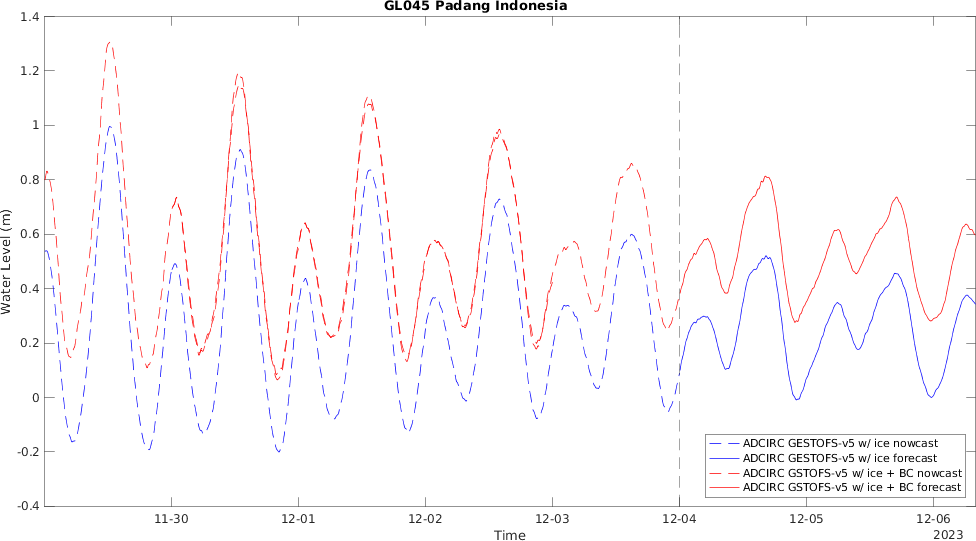 GL045 Padang Indonesia
1.4
1.2
1
0.8
0.6
0.4
0.2
0
-0.2
-0.4
Water Level (m)
ADCIRC GESTOFS-v5 w/ ice nowcast
ADCIRC GESTOFS-v5 w/ ice forecast
ADCIRC GSTOFS-v5 w/ ice + BC nowcast
ADCIRC GSTOFS-v5 w/ ice + BC forecast
11-30 12-01 12-02 12-03 12-04 12-05 12-06
Time
2023